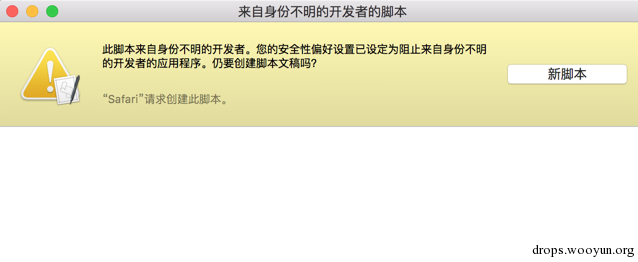 来自身份不明的开发者的脚本
此脚本来自身份不明的开发者。您的安全性偏好设置已设定为阻止来自身份不明
的开发者的应用程序。仍要创建脚本文稿吗？
新脚本
“Safari”请求创建此脚本。
drops.wooyun.org